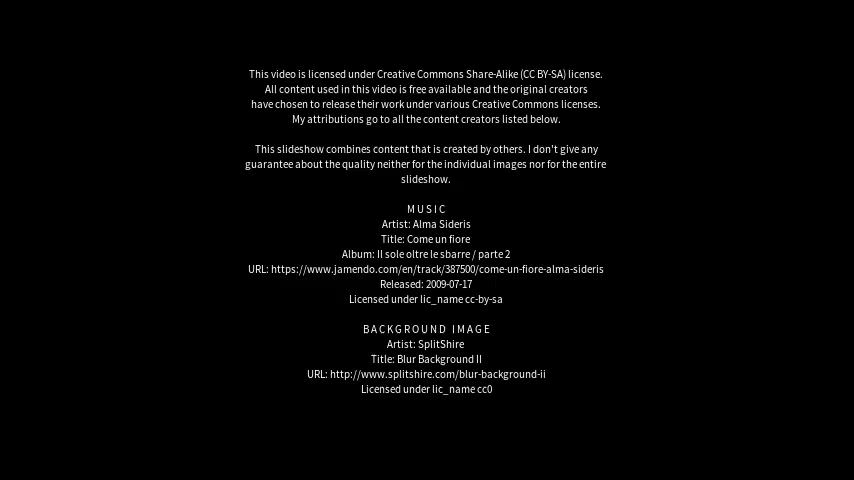 This video is licensed under Creative Commons Share-Alike (CC BY-SA) license.
All content used in this video is free available and the original creators
have chosen to release their work under various Creative Commons licenses.
My attributions go to all the content creators listed below.
This slideshow combines content that is created by others. I don't give any
guarantee about the quality neither for the individual images nor for the entire
slideshow.
MUSIC
Artist: Alma Sideris
Title: Come un fiore
Album: Il sole oltre le sbarre / parte 2
URL: https://www.jamendo.com/en/track/387500/come-un-fiore-alma-sideris
Released: 2009-07-17
Licensed under lic_name cc-by-sa
BACKGROUND IMAGE
Artist: SplitShire
Title: Blur Background II
URL: http://www.splitshire.com/blur-background-ii
Licensed under lic_name cc0